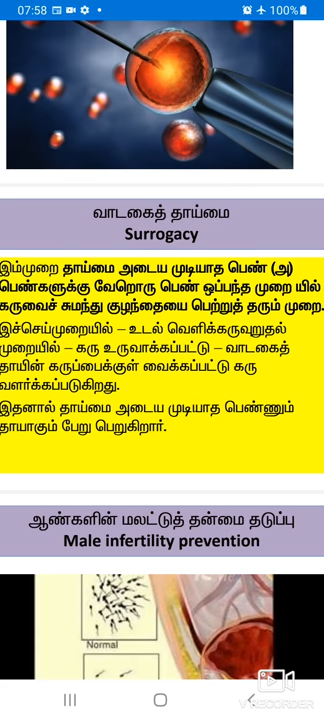 07:58
100%
வாடகைத் தாய்மை
Surrogacy
இம்முறை தாய்மை அடைய முடியாத பெண் (அ)
பெண்களுக்கு வேறொரு பெண் ஒப்பந்த முறை யில்
கருவைச் சுமந்து குழந்தையை பெற்றுத் தரும் முறை.
இச்செய்முறையில் – உடல் வெளிக்கருவுறுதல்
முறையில் – கரு உருவாக்கப்பட்டு – வாடகைத்
தாயின் கருப்பைக்குள் வைக்கப்பட்டு கரு
வளர்க்கப்படுகிறது.
இதனால் தாய்மை அடைய முடியாத பெண்ணும்
தாயாகும் பேறு பெறுகிறார்.
ஆண்களின் மலட்டுத் தன்மை தடுப்பு
Male infertility prevention
Normal
V RECORDER